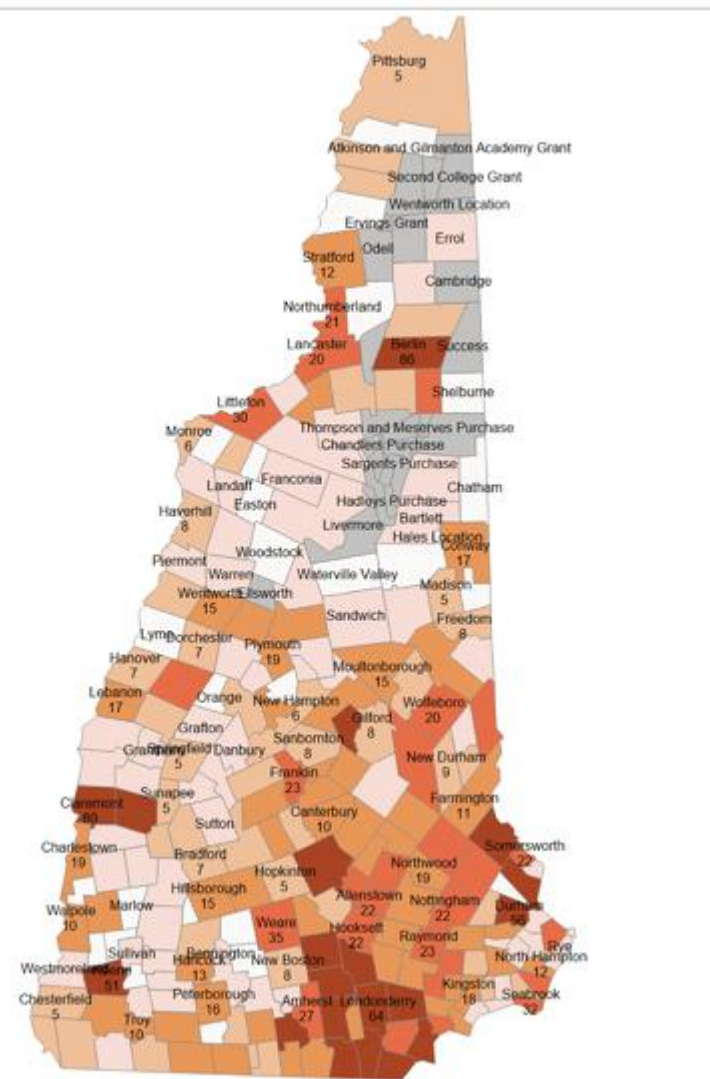 Pittsburg
5
Atkinson and Gilmanton Academy Grant
Second College Grant
Wentworth Location
Ervings Grant
Errol
Odell
Stratford
12
Cambridge
Northumberland
21
Lancaster
20
Berlin
86
Success
Shelburne
Littleton
30
Thompson and Meserves Purchase
Monroe
6
Chandlers Purchase
Sargents Purchase
Franconia
Landaff
Chatham
Easton
Hadleys Purchase
Haverhill
8
Bartlett
Livermore
Hales Location
Conway
17
Woodstock
Piermont
Warren
Waterville Valley
Madison
5
Wentworth
15
Ellsworth
Sandwich
Freedom
8
Lyme
Dorchester
7
Plymouth
19
Hanover
7
Moultonborough
15
Lebanon
17
Orange
New Hampton
6
Wolfeboro
20
Gilford
8
Grafton
Sanbornton
8
Danbury
Springfield
5
New Durham
9
Franklin
23
Sunapee
5
Claremont
Farmington
11
Canterbury
10
Sutton
Charlestown
19
Somersworth
22
Bradford
7
Northwood
19
Hopkinton
5
Hillsborough
15
Allenstown
22
Nottingham
22
Marlow
Walpole
10
Durham
56
Weare
35
Hooksett
22
Raymond
23
Rye
Sullivan
Bennington
Hancock
13
New Boston
8
North Hampton
12
51
Chesterfield
5
Peterborough
16
Amherst
27
Londonderry
64
Kingston
18
Seabrook
32
Troy
10